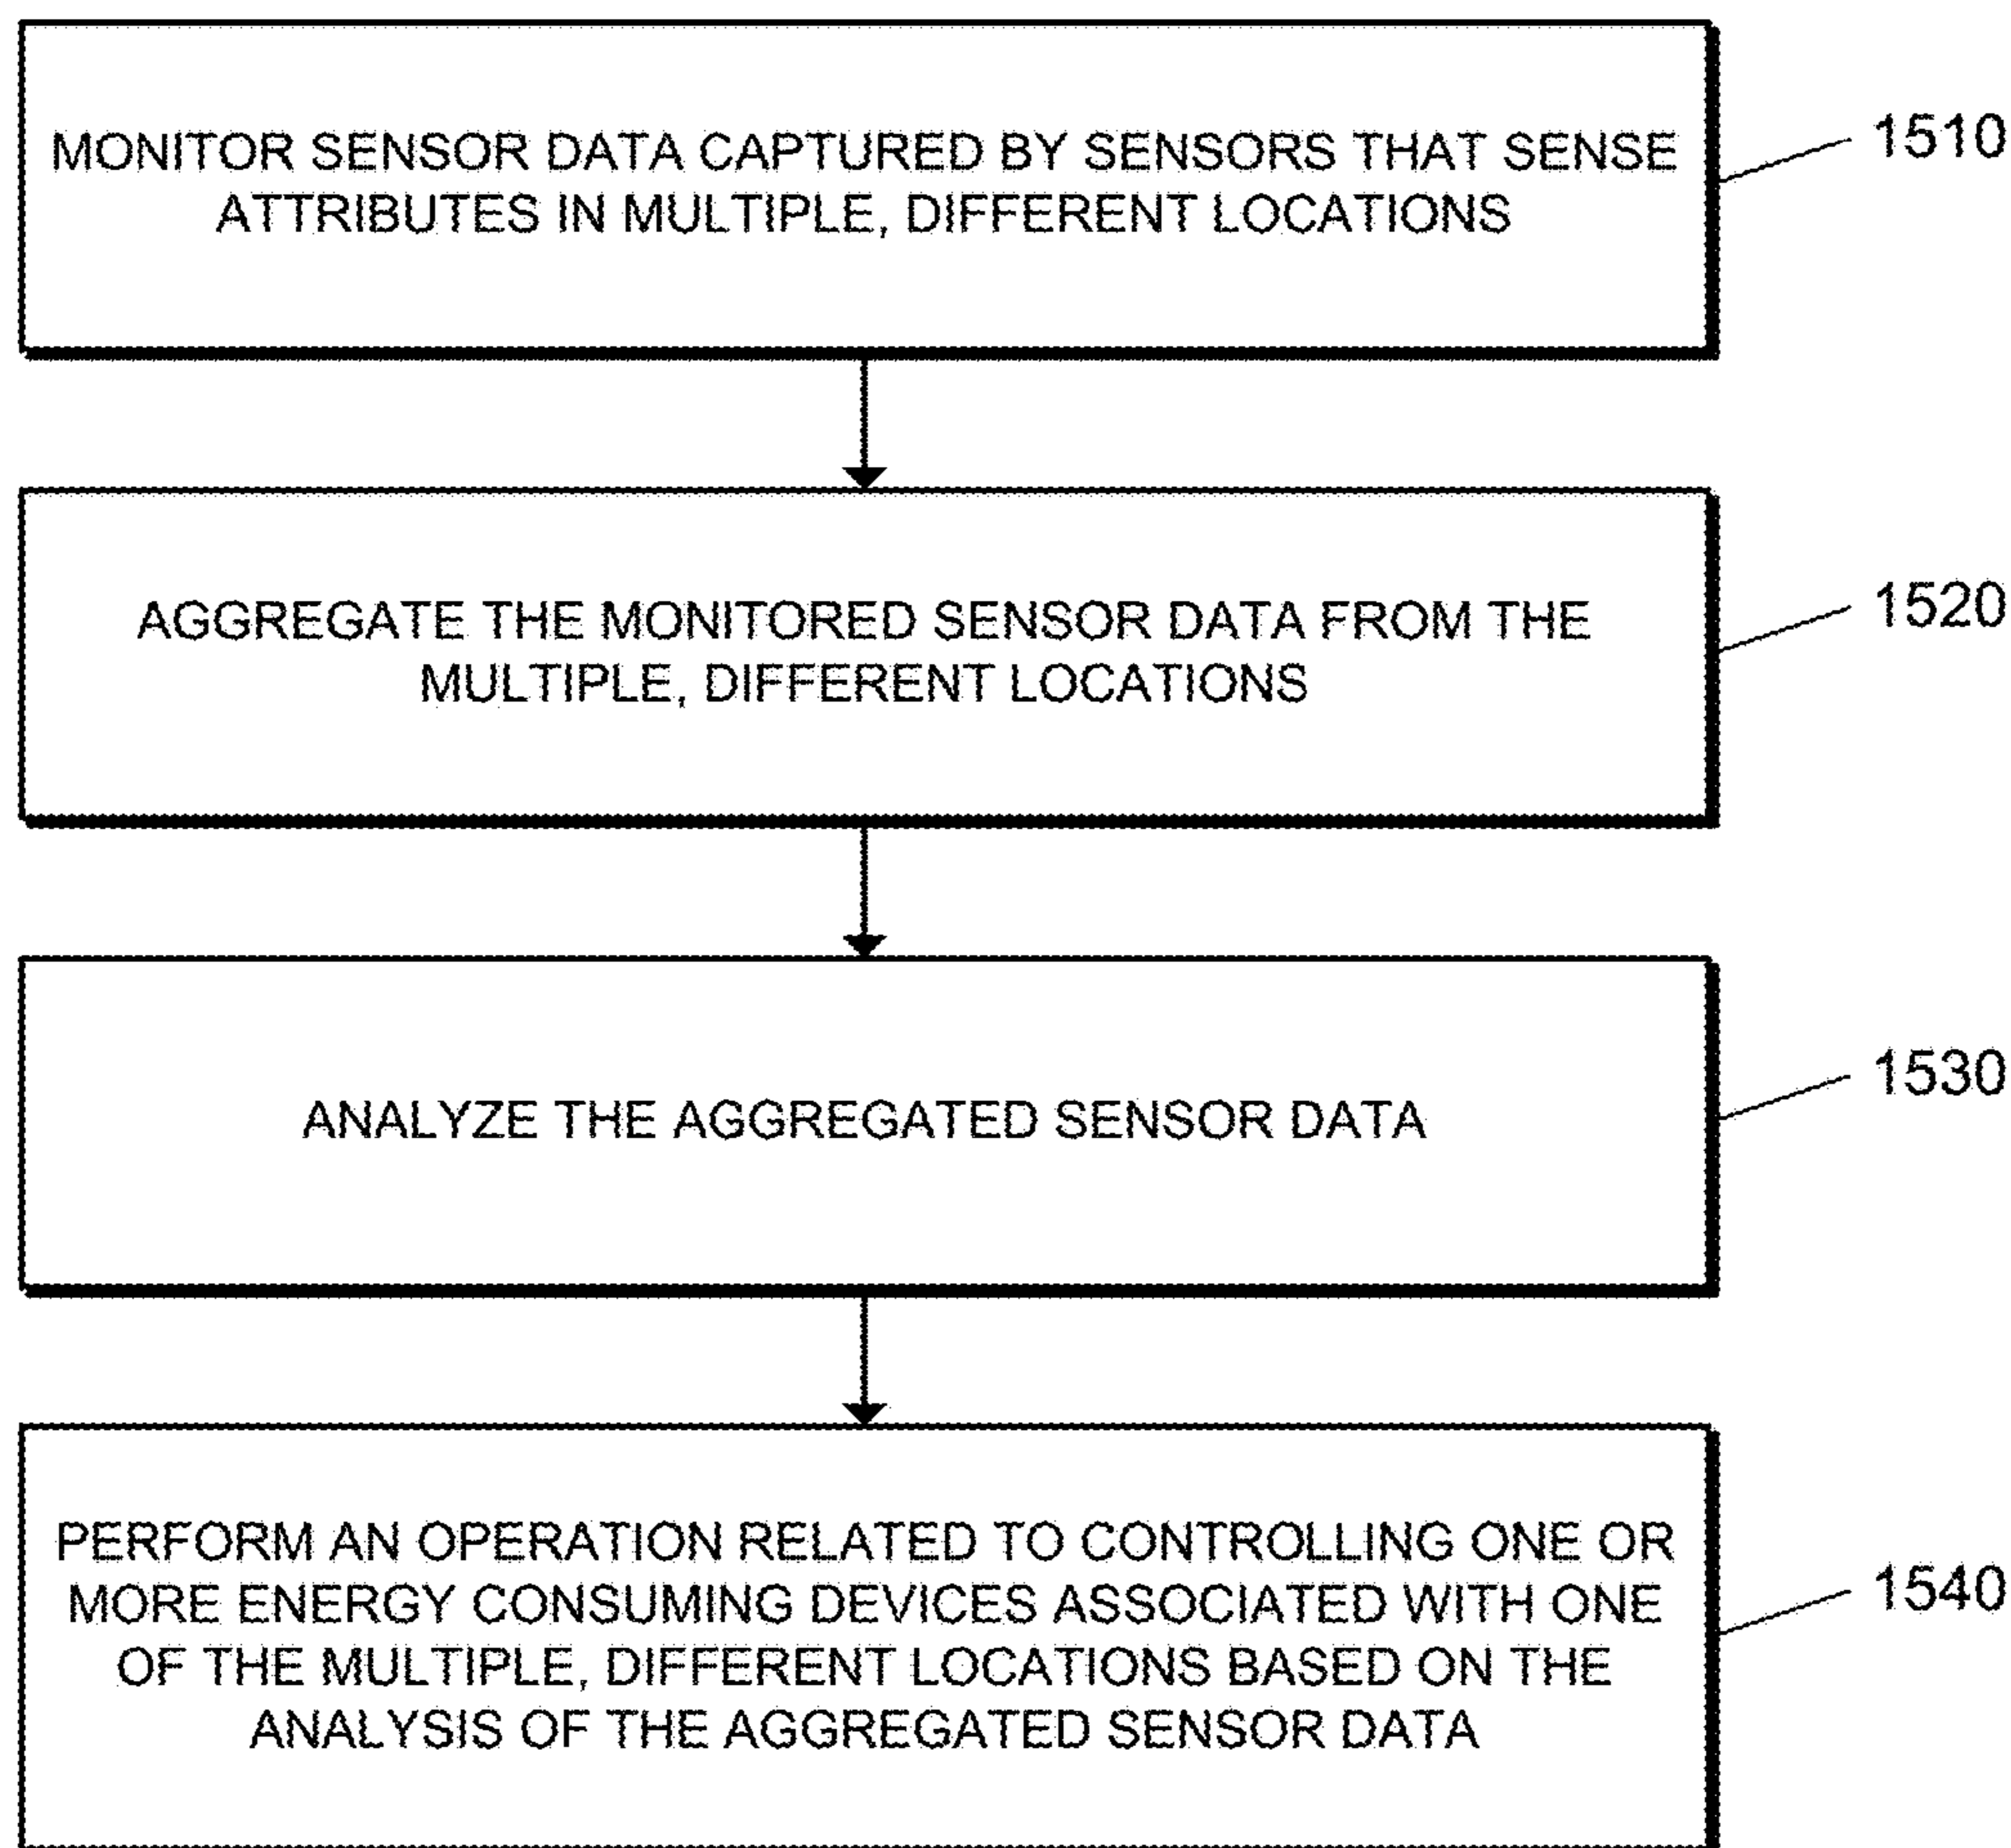 MONITOR SENSOR DATA CAPTURED BY SENSORS THAT SENSE
ATTRIBUTES IN MULTIPLE, DIFFERENT LOCATIONS
1510
AGGREGATE THE MONITORED SENSOR DATA FROM THE
MULTIPLE, DIFFERENT LOCATIONS
1520
ANALYZE THE AGGREGATED SENSOR DATA
1530
PERFORM AN OPERATION RELATED TO CONTROLLING ONE OR
MORE ENERGY CONSUMING DEVICES ASSOCIATED WITH ONE
OF THE MULTIPLE, DIFFERENT LOCATIONS BASED ON THE
ANALYSIS OF THE AGGREGATED SENSOR DATA
1540